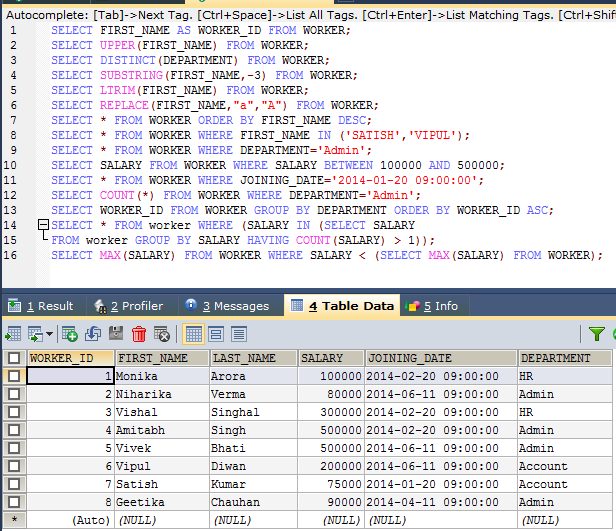 Autocomplete: [Tab]->Next Tag. [Ctrl+Space]->List All Tags. [Ctrl+Enter]->List Matching Tags. [Ctrl+Shif
1 SELECT FIRST_NAME AS WORKER_ID FROM WORKER;
2 SELECT UPPER(FIRST_NAME) FROM WORKER;
3 SELECT DISTINCT(DEPARTMENT) FROM WORKER;
4 SELECT SUBSTRING(FIRST_NAME,-3) FROM WORKER;
5 SELECT LTRIM(FIRST_NAME) FROM WORKER;
6 SELECT REPLACE(FIRST_NAME,"a","A") FROM WORKER;
7 SELECT * FROM WORKER ORDER BY FIRST_NAME DESC;
8 SELECT * FROM WORKER WHERE FIRST_NAME IN ('SATISH','VIPUL');
9 SELECT * FROM WORKER WHERE DEPARTMENT='Admin';
10 SELECT SALARY FROM WORKER WHERE SALARY BETWEEN 100000 AND 500000;
11 SELECT * FROM WORKER WHERE JOINING_DATE='2014-01-20 09:00:00';
12 SELECT COUNT(*) FROM WORKER WHERE DEPARTMENT='Admin';
13 SELECT WORKER_ID FROM WORKER GROUP BY DEPARTMENT ORDER BY WORKER_ID ASC;
14 SELECT * FROM worker WHERE (SALARY IN (SELECT SALARY
15 FROM worker GROUP BY SALARY HAVING COUNT(SALARY) > 1));
16 SELECT MAX(SALARY) FROM WORKER WHERE SALARY < (SELECT MAX(SALARY) FROM WORKER);
1 Result 2 Profiler 3 Messages 4 Table Data 5 Info
WORKER_ID FIRST_NAME LAST_NAME SALARY JOINING_DATE DEPARTMENT
1 Monika Arora 100000 2014-02-20 09:00:00 HR
2 Niharika Verma 80000 2014-06-11 09:00:00 Admin
3 Vishal Singhal 300000 2014-02-20 09:00:00 HR
4 Amitabh Singh 500000 2014-02-20 09:00:00 Admin
5 Vivek Bhati 500000 2014-06-11 09:00:00 Admin
6 Vipul Diwan 200000 2014-06-11 09:00:00 Account
7 Satish Kumar 75000 2014-01-20 09:00:00 Account
8 Geetika Chauhan 90000 2014-04-11 09:00:00 Admin
* (Auto) (NULL) (NULL) (NULL) (NULL) (NULL)